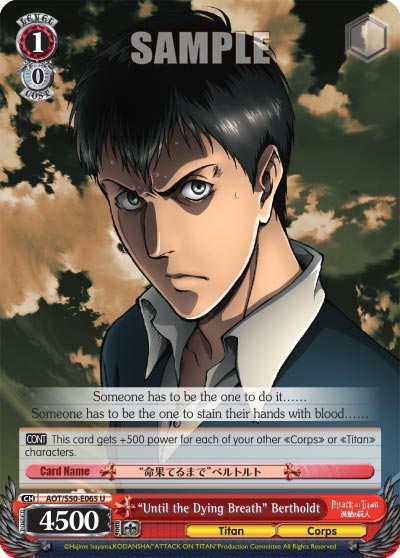 LEVEL
1
0
COST
SAMPLE
Someone has to be the one to do it……
Someone has to be the one to stain their hands with blood……
CONT This card gets +500 power for each of your other «Corps» or «Titan»
characters.
Card Name
“命果てるまで”ベルトルト
CH AOT/S50-E065 U
“Until the Dying Breath” Bertholdt
Attack on Titan
進撃の巨人
POWER
4500
SOUL
Titan
Corps
©Hajime Isayama,KODANSHA/"ATTACK ON TITAN"Production Committee. All Rights Reserved.